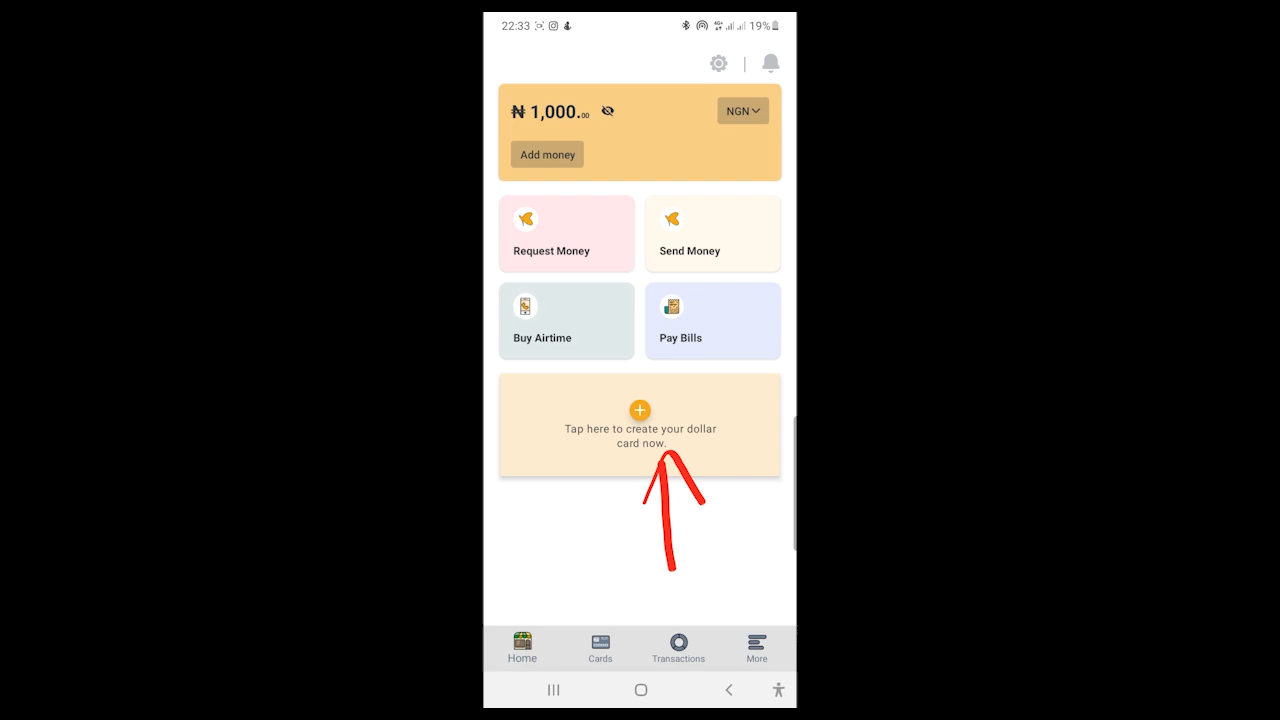 22:33
19%
₦ 1,000.00
NGN
Add money
Request Money
Send Money
Buy Airtime
Pay Bills
Tap here to create your dollar
card now.
Home
Cards
Transactions
More